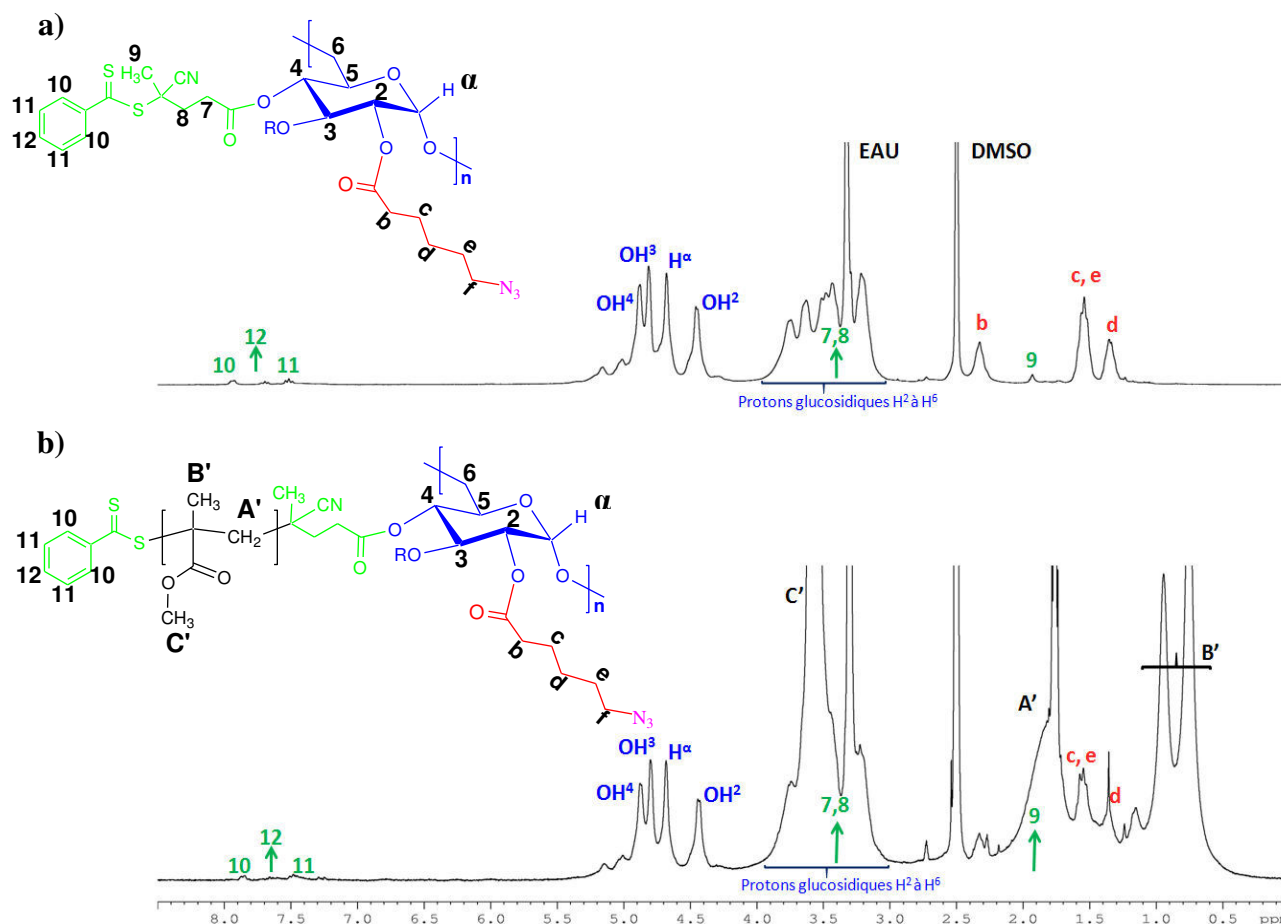 a)
9
H₃C
CN
S
S
10
11
12
11
10
8
7
O
O
4
6
5
O
H
α
2
RO
3
O
O
n
O
b
c
d
e
f
N₃
EAU
DMSO
OH³
Hα
OH⁴
OH²
b
c, e
d
12
10
11
7,8
9
Protons glucosidiques H² à H⁶
b)
B'
H₃C
A'
CH₂
CH₃
CN
S
S
10
11
12
11
10
O
O
CH₃
C'
O
O
4
6
5
O
H
α
2
RO
3
O
O
n
O
b
c
d
e
f
N₃
C'
B'
A'
c, e
d
OH³
Hα
OH⁴
OH²
12
10
11
7,8
9
Protons glucosidiques H² à H⁶
8.0 7.5 7.0 6.5 6.0 5.5 5.0 4.5 4.0 3.5 3.0 2.5 2.0 1.5 1.0 0.5 ppm